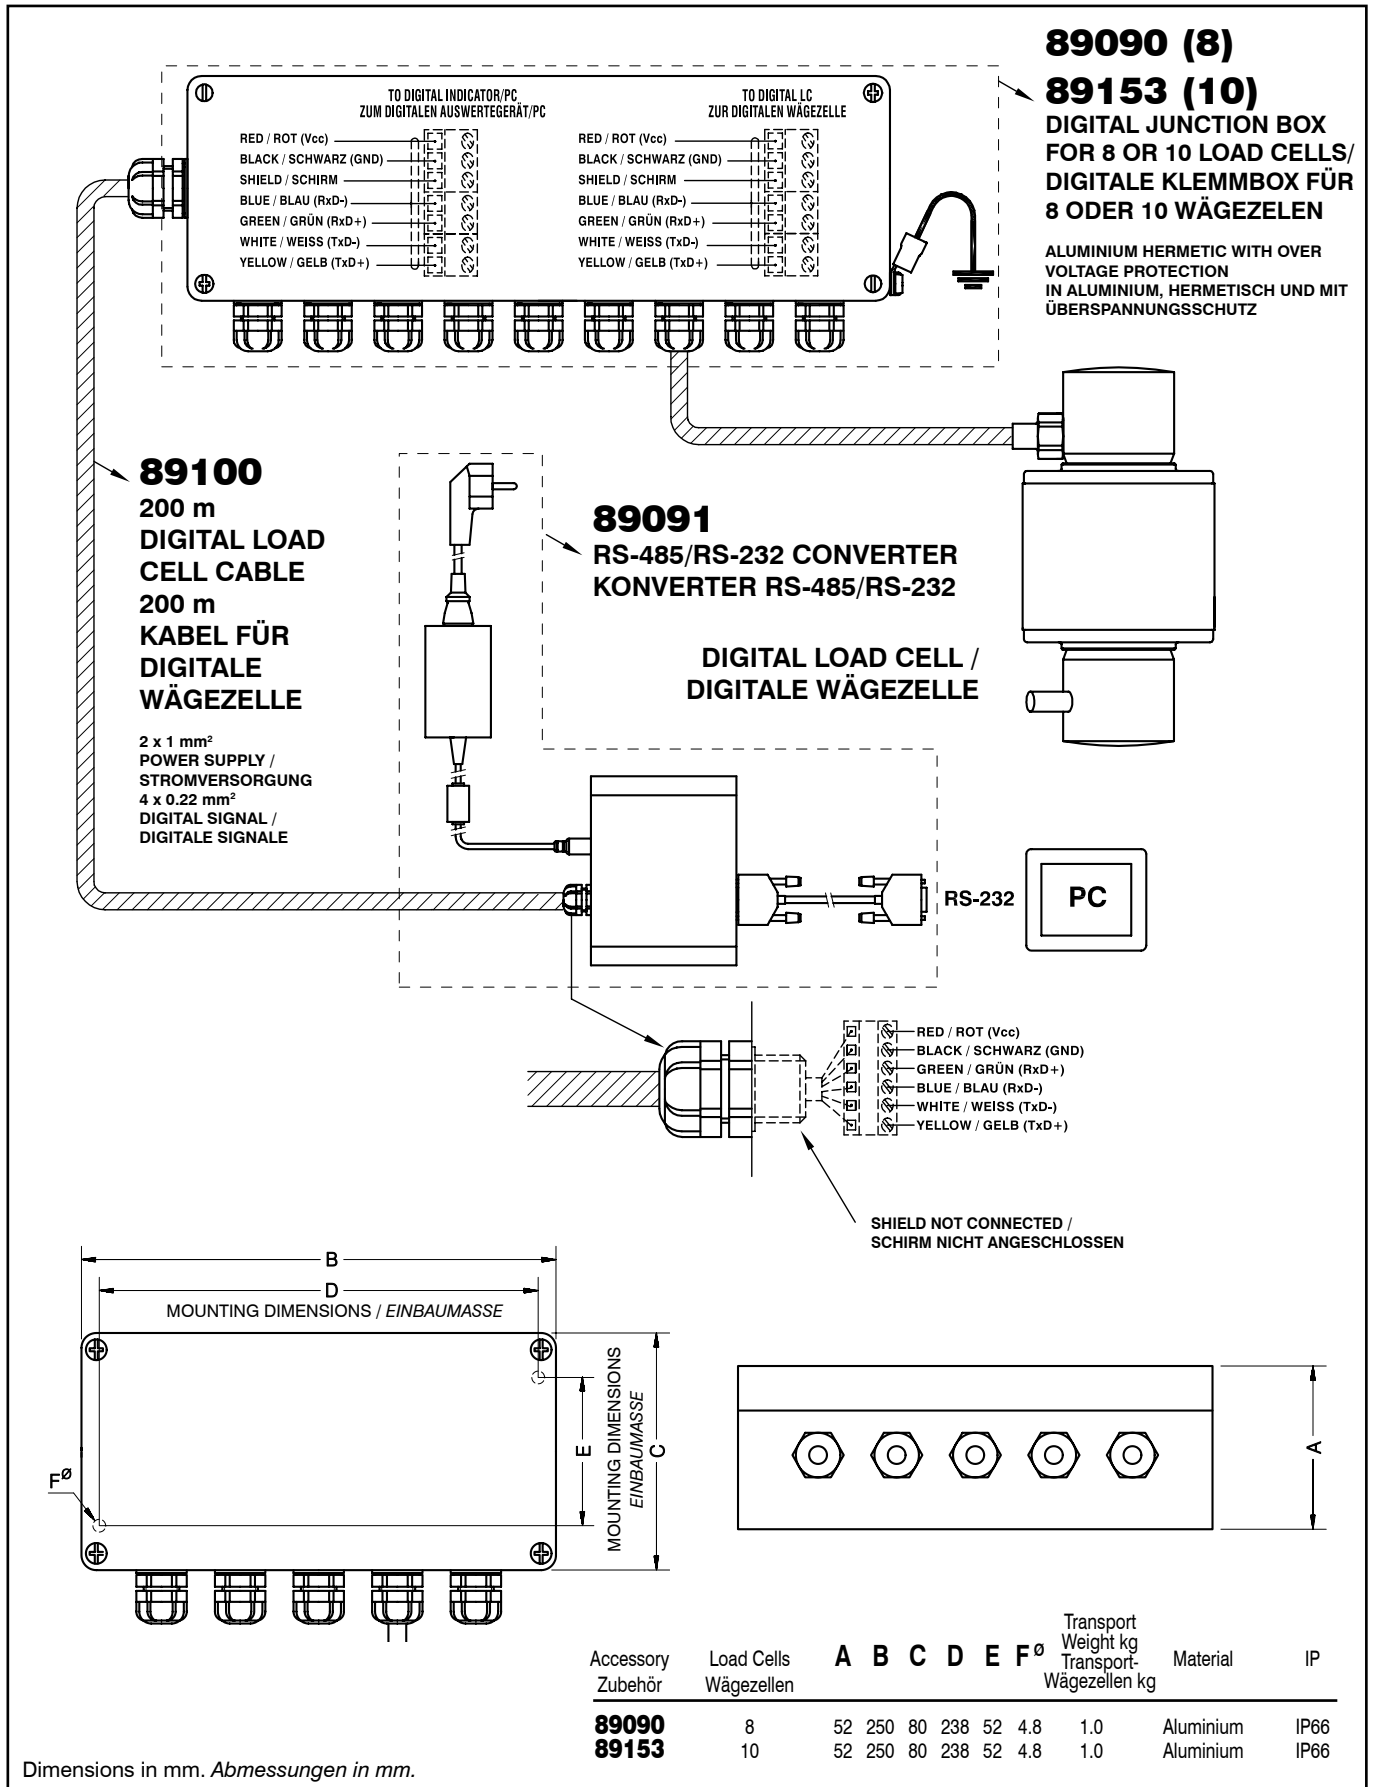 89090 (8)
89153 (10)
DIGITAL JUNCTION BOX
FOR 8 OR 10 LOAD CELLS/
DIGITALE KLEMMBOX FÜR
8 ODER 10 WÄGEZELEN
ALUMINIUM HERMETIC WITH OVER
VOLTAGE PROTECTION
IN ALUMINIUM, HERMETISCH UND MIT
ÜBERSPANNUNGSSCHUTZ
TO DIGITAL INDICATOR/PC
ZUM DIGITALEN AUSWERTEGERÄT/PC
RED / ROT (Vcc)
BLACK / SCHWARZ (GND)
SHIELD / SCHIRM
BLUE / BLAU (RxD-)
GREEN / GRÜN (RxD+)
WHITE / WEISS (TxD-)
YELLOW / GELB (TxD+)
TO DIGITAL LC
ZUR DIGITALEN WÄGEZELLE
RED / ROT (Vcc)
BLACK / SCHWARZ (GND)
SHIELD / SCHIRM
BLUE / BLAU (RxD-)
GREEN / GRÜN (RxD+)
WHITE / WEISS (TxD-)
YELLOW / GELB (TxD+)
89100
200 m
DIGITAL LOAD
CELL CABLE
200 m
KABEL FÜR
DIGITALE
WÄGEZELLE
2 x 1 mm²
POWER SUPPLY /
STROMVERSORGUNG
4 x 0.22 mm²
DIGITAL SIGNAL /
DIGITALE SIGNALE
89091
RS-485/RS-232 CONVERTER
KONVERTER RS-485/RS-232
DIGITAL LOAD CELL /
DIGITALE WÄGEZELLE
RS-232
PC
RED / ROT (Vcc)
BLACK / SCHWARZ (GND)
GREEN / GRÜN (RxD+)
BLUE / BLAU (RxD-)
WHITE / WEISS (TxD-)
YELLOW / GELB (TxD+)
SHIELD NOT CONNECTED /
SCHIRM NICHT ANGESCHLOSSEN
B
D
MOUNTING DIMENSIONS / EINBAUMASSE
E
MOUNTING DIMENSIONS
EINBAUMASSE
C
FØ
A
Accessory Load Cells A B C D E FØ Transport Weight kg Material IP
Zubehör Wägezellen Transport-Wägezellen kg
89090 8 52 250 80 238 52 4.8 1.0 Aluminium IP66
89153 10 52 250 80 238 52 4.8 1.0 Aluminium IP66
Dimensions in mm. Abmessungen in mm.